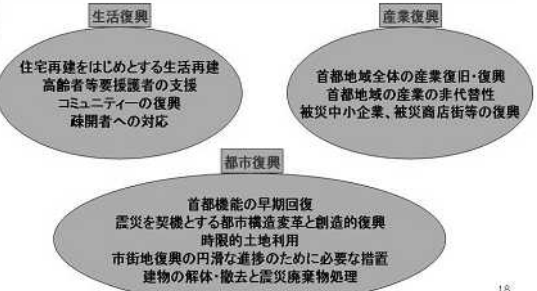 生活復興
住宅再建をはじめとする生活再建
高齢者等要援護者の支援
コミュニティーの復興
疎開者への対応
産業復興
首都地域全体の産業復旧・復興
首都地域の産業の非代替性
被災中小企業、被災商店街等の復興
都市復興
首都機能の早期回復
震災を契機とする都市構造変革と創造的復興
時限的土地利用
市街地復興の円滑な進捗のために必要な措置
建物の解体・撤去と震災廃棄物処理
18